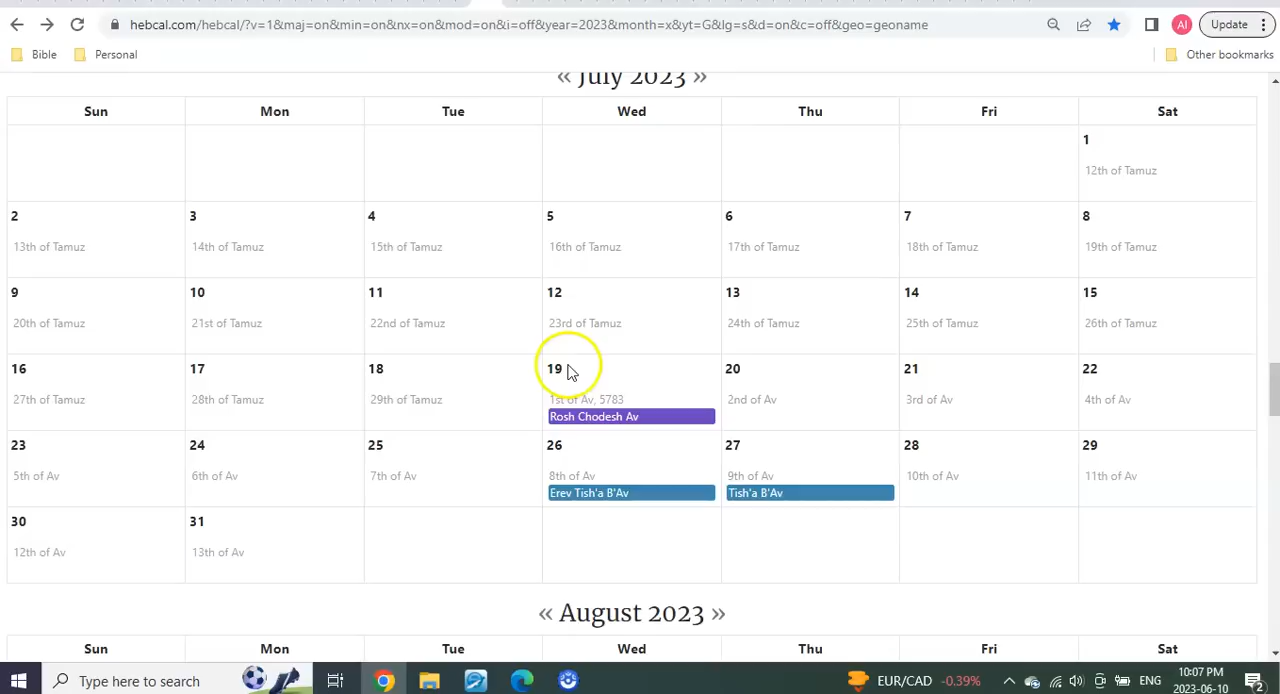 hebcal.com/hebcal/?v=1&maj=on&min=on&nx=on&mod=on&i=off&year=2023&month=x&yt=G&lg=s&d=on&c=off&geo=geoname
AI
Update
Bible
Personal
Other bookmarks
« July 2023 »
Sun Mon Tue Wed Thu Fri Sat
1
12th of Tamuz
2 3 4 5 6 7 8
13th of Tamuz 14th of Tamuz 15th of Tamuz 16th of Tamuz 17th of Tamuz 18th of Tamuz 19th of Tamuz
9 10 11 12 13 14 15
20th of Tamuz 21st of Tamuz 22nd of Tamuz 23rd of Tamuz 24th of Tamuz 25th of Tamuz 26th of Tamuz
16 17 18 19 20 21 22
27th of Tamuz 28th of Tamuz 29th of Tamuz 1st of Av, 5783 2nd of Av 3rd of Av 4th of Av
Rosh Chodesh Av
23 24 25 26 27 28 29
5th of Av 6th of Av 7th of Av 8th of Av 9th of Av 10th of Av 11th of Av
Erev Tish'a B'Av Tish'a B'Av
30 31
12th of Av 13th of Av
« August 2023 »
Sun Mon Tue Wed Thu Fri Sat
Type here to search
EUR/CAD -0.39%
ENG
10:07 PM
2023-06-10
2